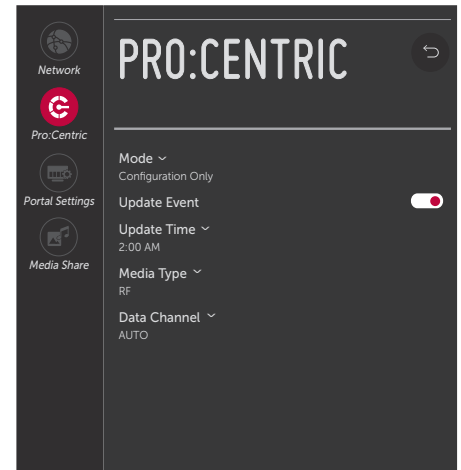 Network
Pro:Centric
Portal Settings
Media Share
PRO:CENTRIC
Mode
Configuration Only
Update Event
Update Time
2:00 AM
Media Type
RF
Data Channel
AUTO